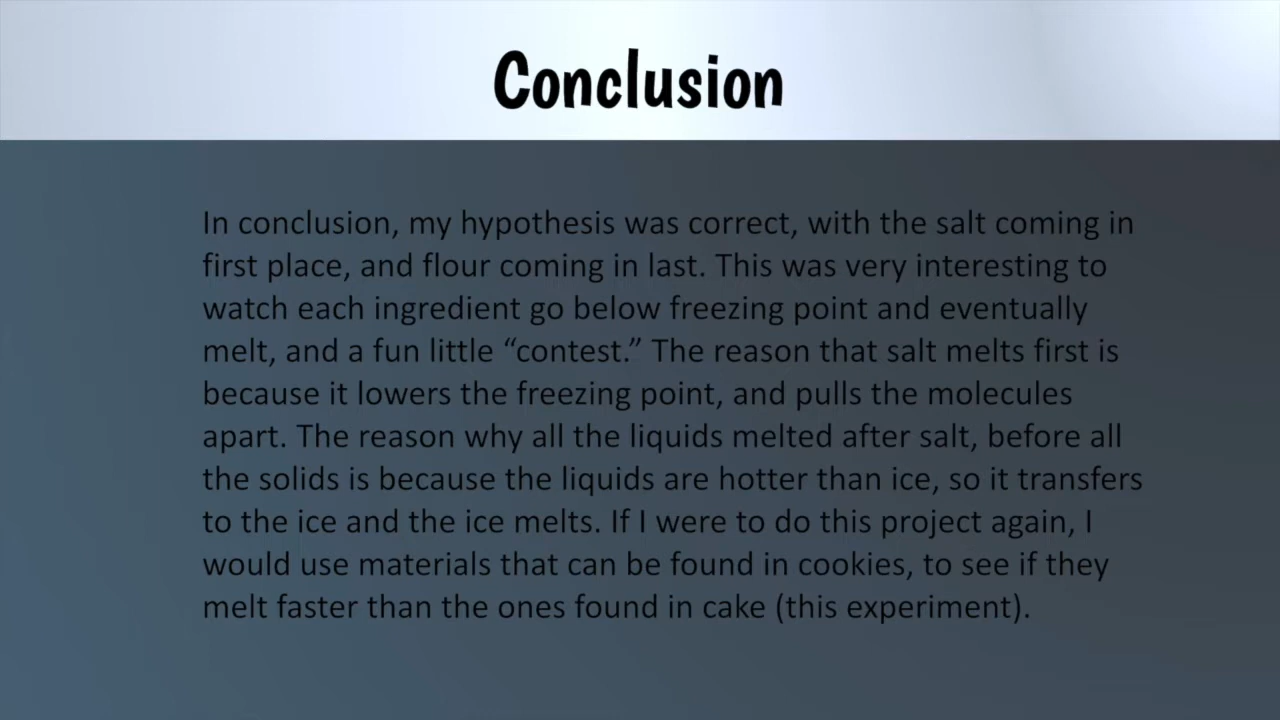 Conclusion
In conclusion, my hypothesis was correct, with the salt coming in
first place, and flour coming in last. This was very interesting to
watch each ingredient go below freezing point and eventually
melt, and a fun little “contest.” The reason that salt melts first is
because it lowers the freezing point, and pulls the molecules
apart. The reason why all the liquids melted after salt, before all
the solids is because the liquids are hotter than ice, so it transfers
to the ice and the ice melts. If I were to do this project again, I
would use materials that can be found in cookies, to see if they
melt faster than the ones found in cake (this experiment).